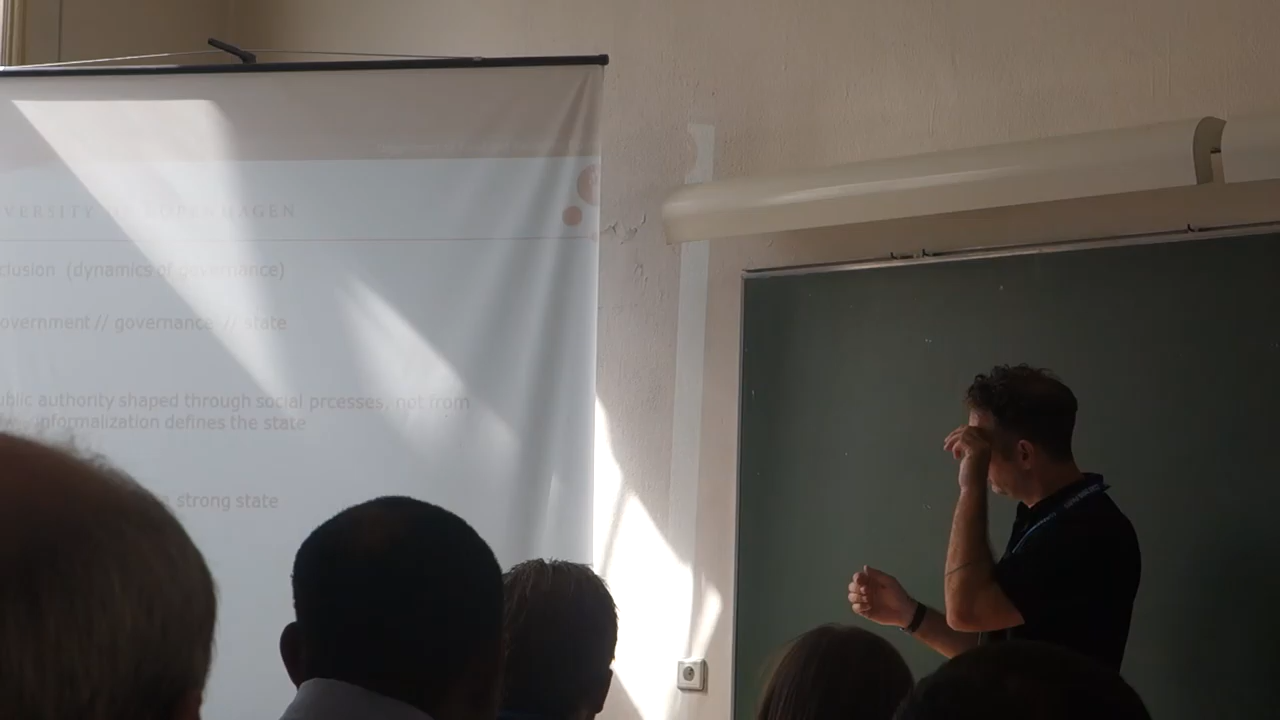 VERSITY OF COPENHAGEN
clusion (dynamics of governance)
overnment // governance // state
ublic authority shaped through social prcesses, not from
nformalization defines the state
strong state